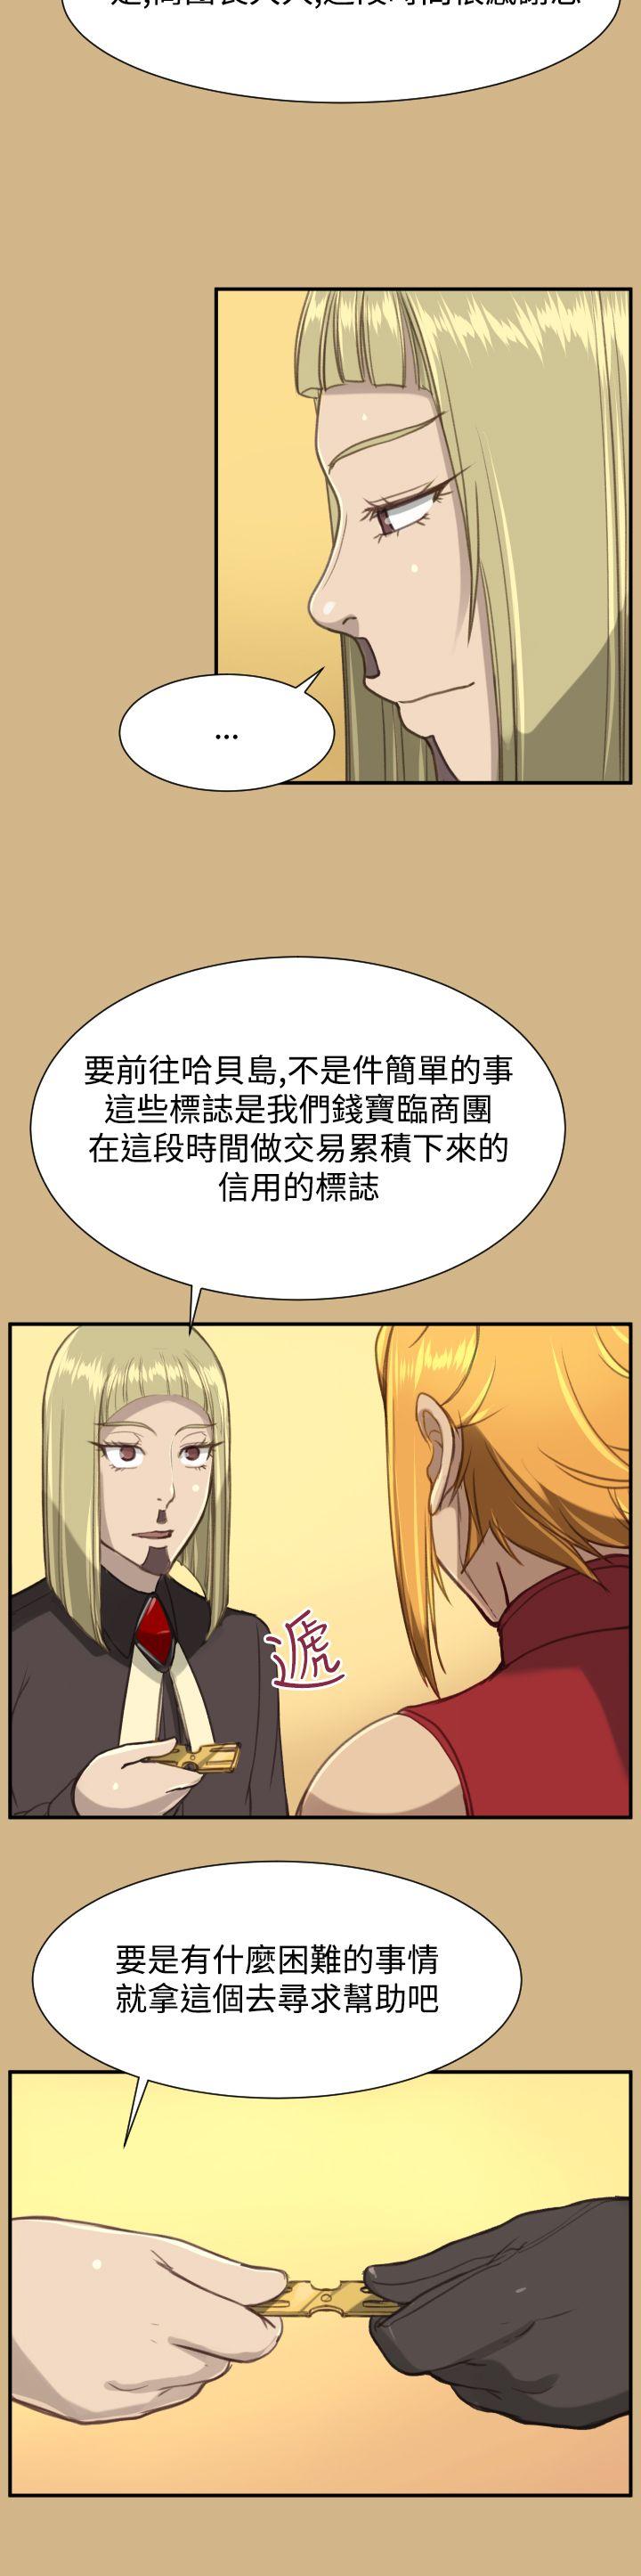 ...
要前往哈貝島,不是件簡單的事
這些標誌是我們錢寶臨商團
在這段時間做交易累積下來的
信用的標誌
遞
要是有什麼困難的事情
就拿這個去尋求幫助吧